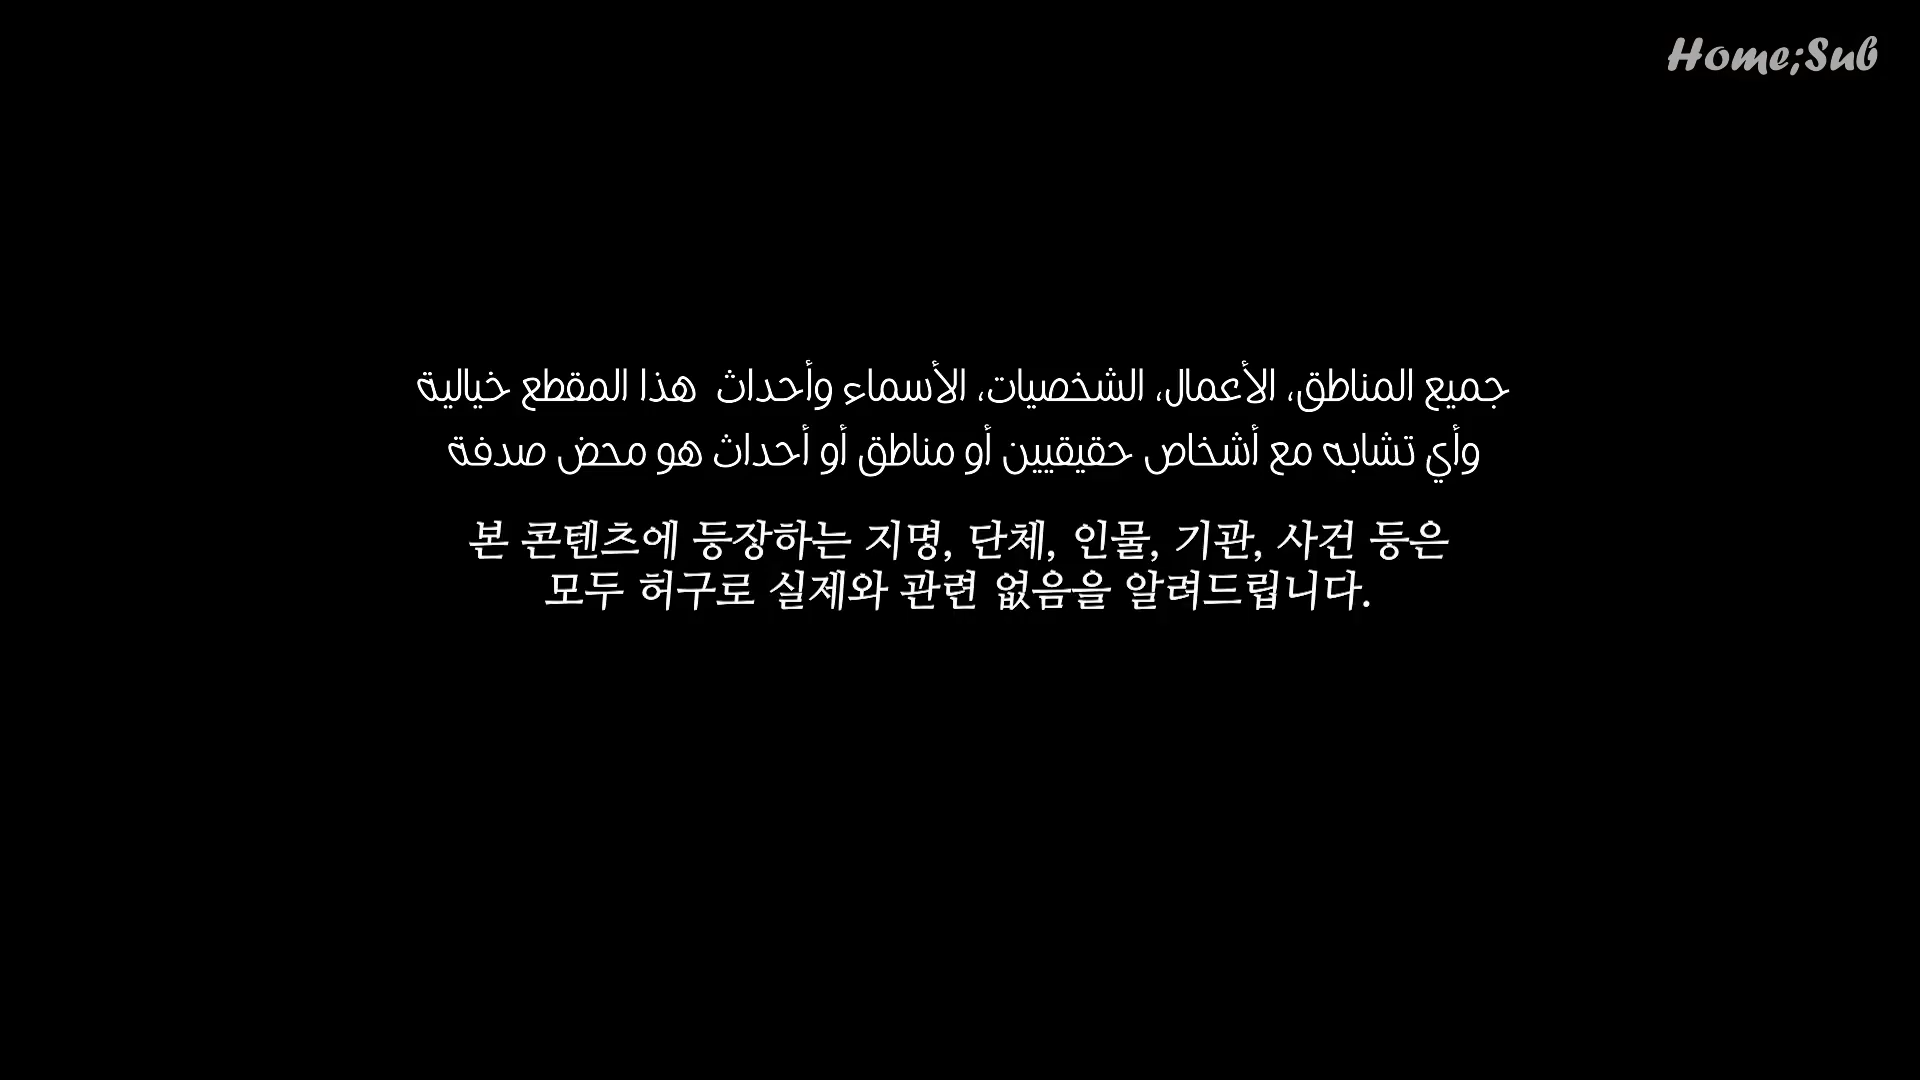 Home;Sub
جميع المناطق، الأعمال، الشخصيات، الأسماء وأحداث هذا المقطع خيالية
وأي تشابه مع أشخاص حقيقيين أو مناطق أو أحداث هو محض صدفة
본 콘텐츠에 등장하는 지명, 단체, 인물, 기관, 사건 등은
모두 허구로 실제와 관련 없음을 알려드립니다.